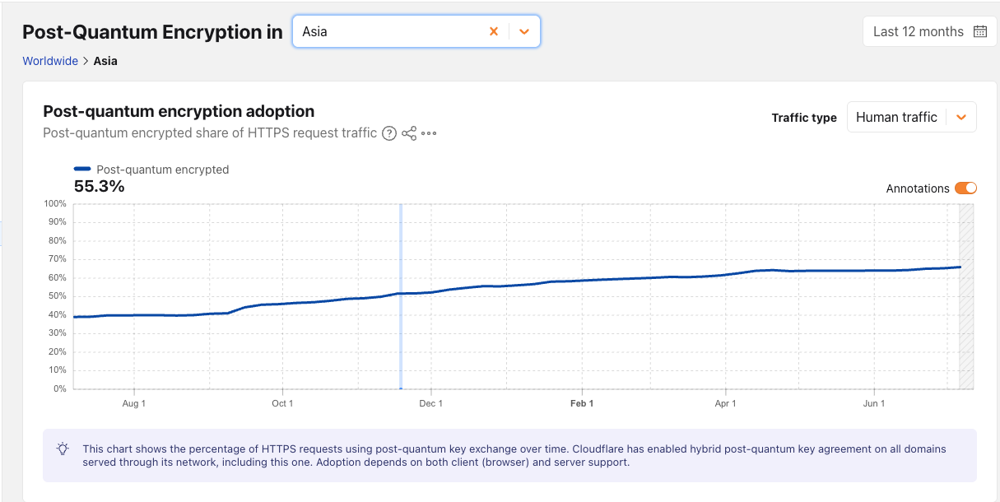 Post-Quantum Encryption in Asia
Last 12 months
Worldwide > Asia
Post-quantum encryption adoption
Post-quantum encrypted share of HTTPS request traffic
Traffic type Human traffic
Post-quantum encrypted
55.3%
Annotations
100%
90%
80%
70%
60%
50%
40%
30%
20%
10%
0%
Aug 1 Oct 1 Dec 1 Feb 1 Apr 1 Jun 1
This chart shows the percentage of HTTPS requests using post-quantum key exchange over time. Cloudflare has enabled hybrid post-quantum key agreement on all domains
served through its network, including this one. Adoption depends on both client (browser) and server support.